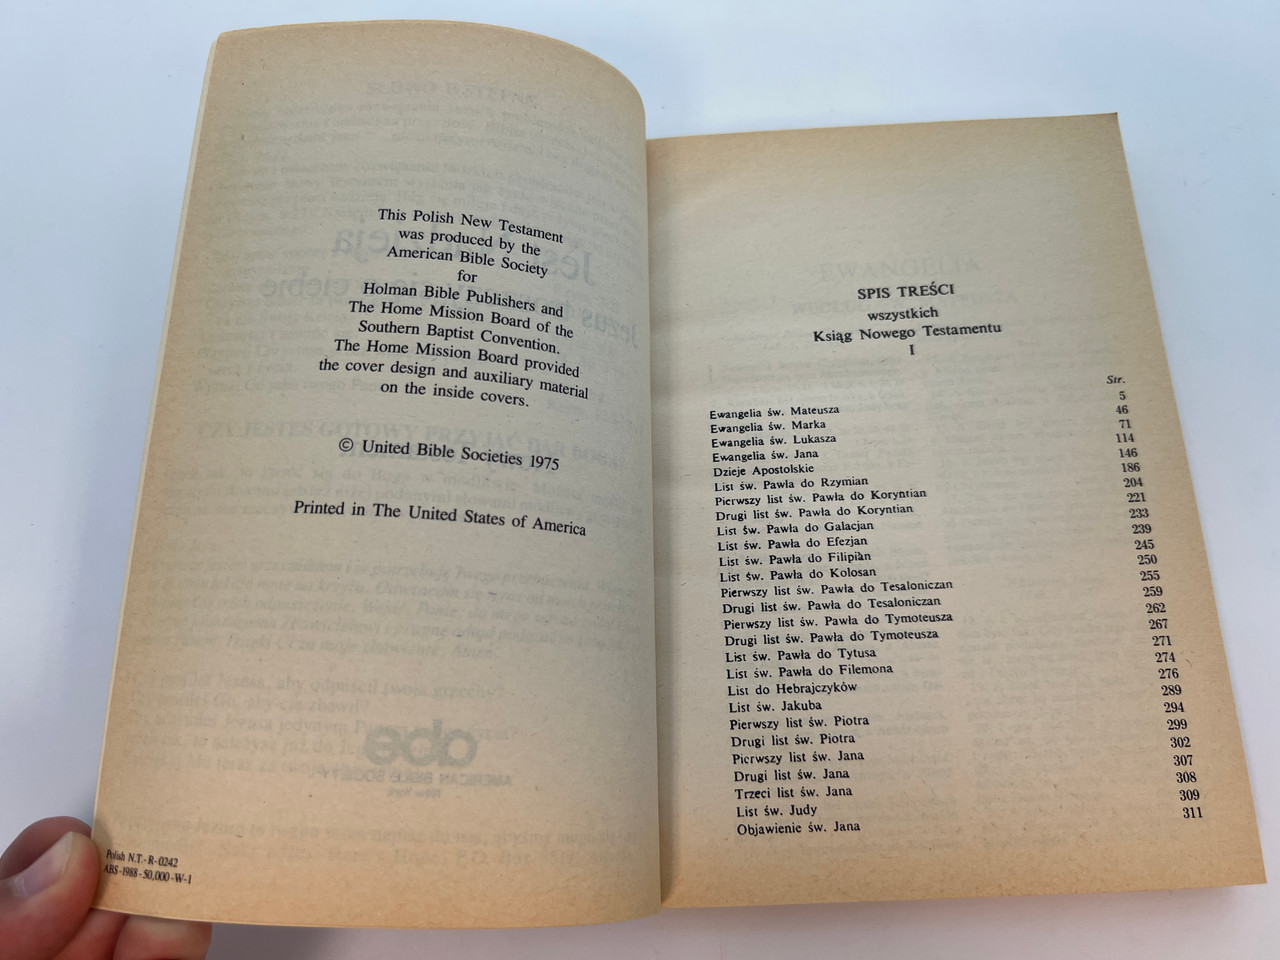 This Polish New Testament
was produced by the
American Bible Society
for
Holman Bible Publishers and
The Home Mission Board of the
Southern Baptist Convention.
The Home Mission Board provided
the cover design and auxiliary material
on the inside covers.
© United Bible Societies 1975
Printed in The United States of America
Polish N.T.-R-0242
ABS-1988-50,000-W-1
SPIS TREŚCI
wszystkich
Ksiąg Nowego Testamentu
I
Str.
Ewangelia św. Mateusza 5
Ewangelia św. Marka 46
Ewangelia św. Lukasza 71
Ewangelia św. Jana 114
Dzieje Apostolskie 146
List św. Pawła do Rzymian 186
Pierwszy list św. Pawła do Koryntian 204
Drugi list św. Pawła do Koryntian 221
List św. Pawła do Galacjan 233
List św. Pawła do Efezjan 239
List św. Pawła do Filipian 245
List św. Pawła do Kolosan 250
Pierwszy list św. Pawła do Tesaloniczan 255
Drugi list św. Pawła do Tesaloniczan 259
Pierwszy list św. Pawła do Tymoteusza 262
Drugi list św. Pawła do Tymoteusza 267
List św. Pawła do Tytusa 271
List św. Pawła do Filemona 274
List do Hebrajczyków 276
List św. Jakuba 289
Pierwszy list św. Piotra 294
Drugi list św. Piotra 299
Pierwszy list św. Jana 302
Drugi list św. Jana 307
Trzeci list św. Jana 308
List św. Judy 309
Objawienie św. Jana 311